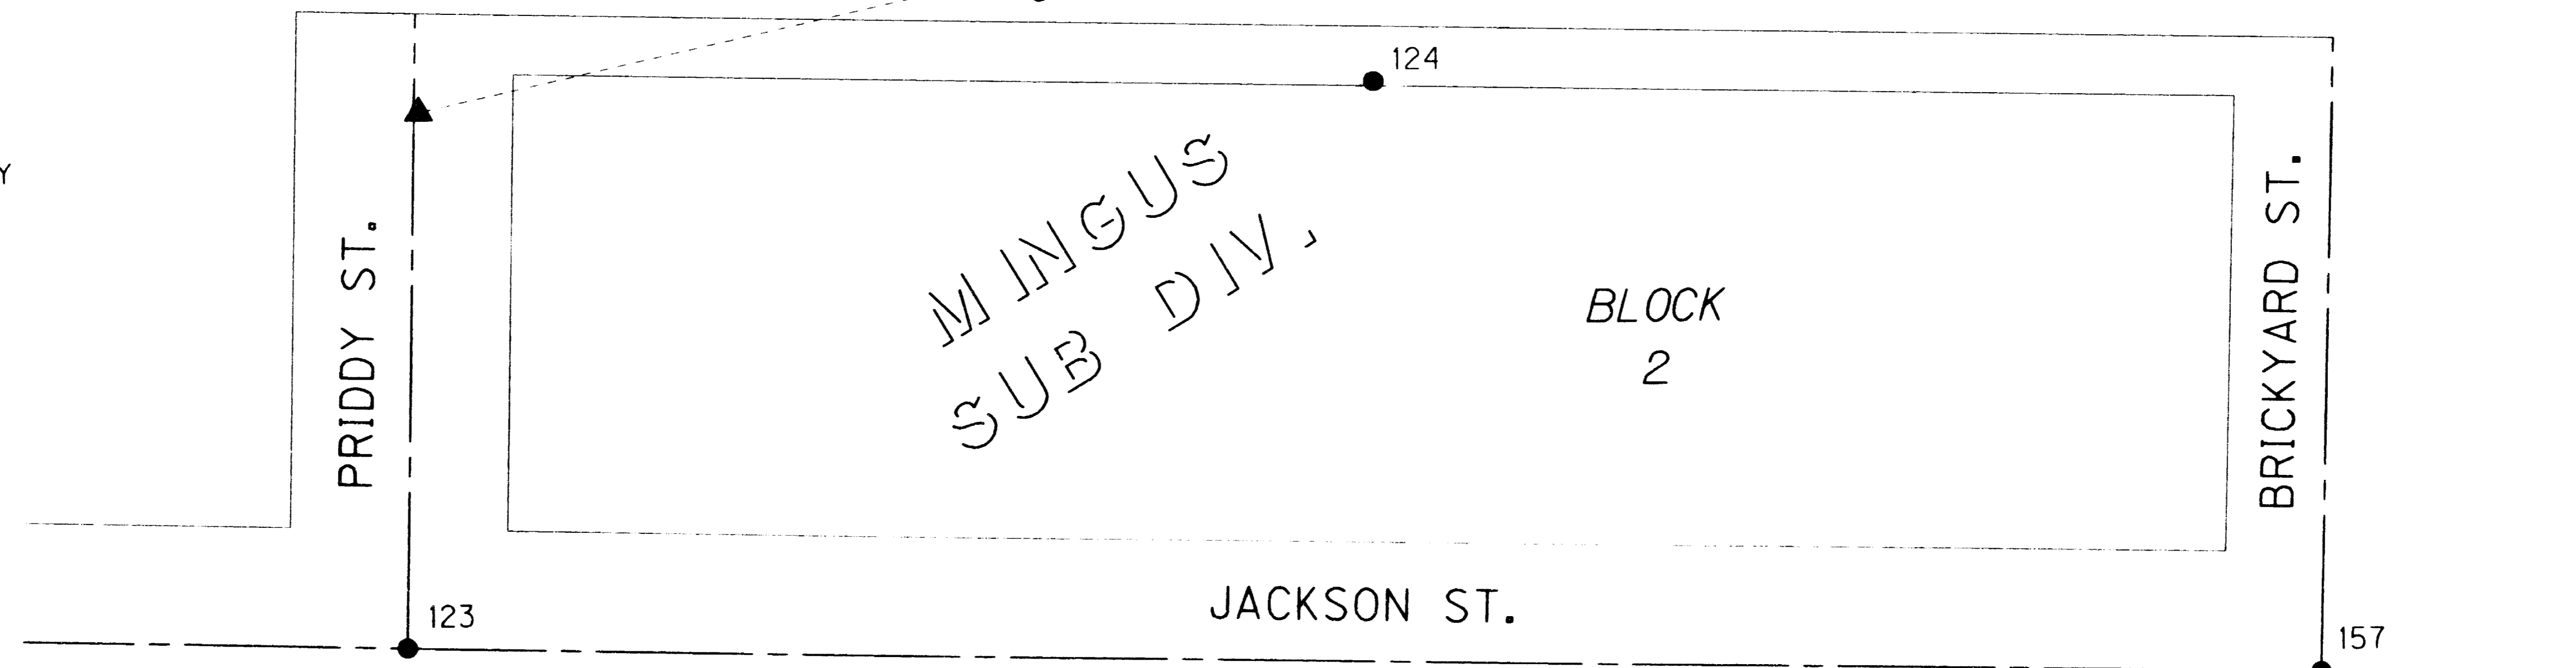 124
Y
PRIDDY ST.
MINGUS
SUB DIV.
BLOCK
2
BRICKYARD ST.
JACKSON ST.
123
157